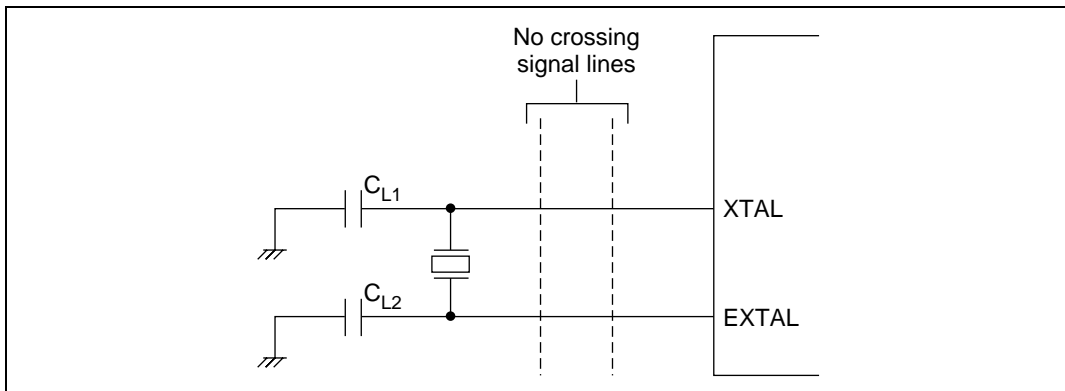 No crossing
signal lines
CL1
XTAL
CL2
EXTAL